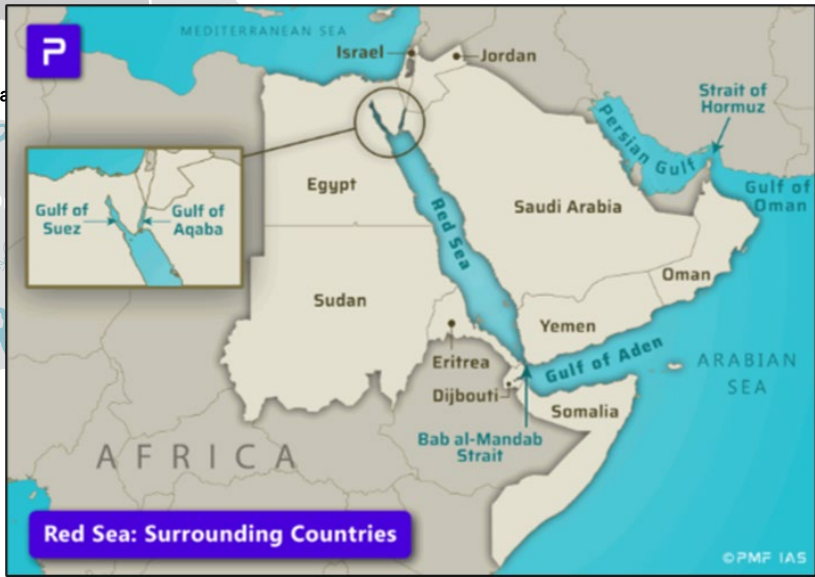 P
MEDITERRANEAN SEA
Israel
Jordan
Strait of
Hormuz
Persian Gulf
Gulf of
Oman
Gulf of
Suez
Gulf of
Aqaba
Egypt
Red Sea
Saudi Arabia
Oman
Sudan
Yemen
Eritrea
Gulf of Aden
ARABIAN
SEA
Djibouti
Somalia
Bab al-Mandab
Strait
AFRICA
Red Sea: Surrounding Countries
©PMF IAS